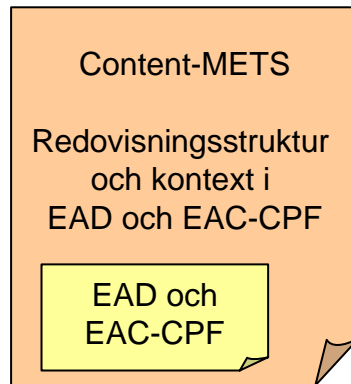 Content-METS
Redovisningsstruktur
och kontext i
EAD och EAC-CPF
EAD och
EAC-CPF